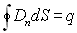 ∮ D_n dS = q